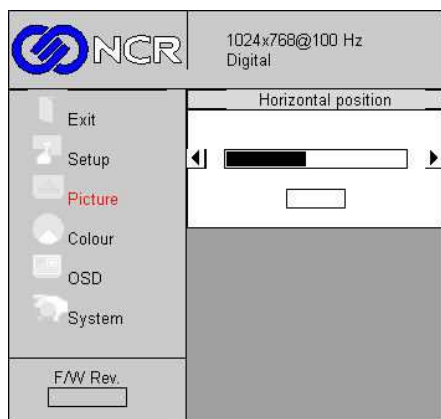 NCR
1024x768@100 Hz
Digital
Horizontal position
Exit
Setup
Picture
Colour
OSD
System
F/W Rev.